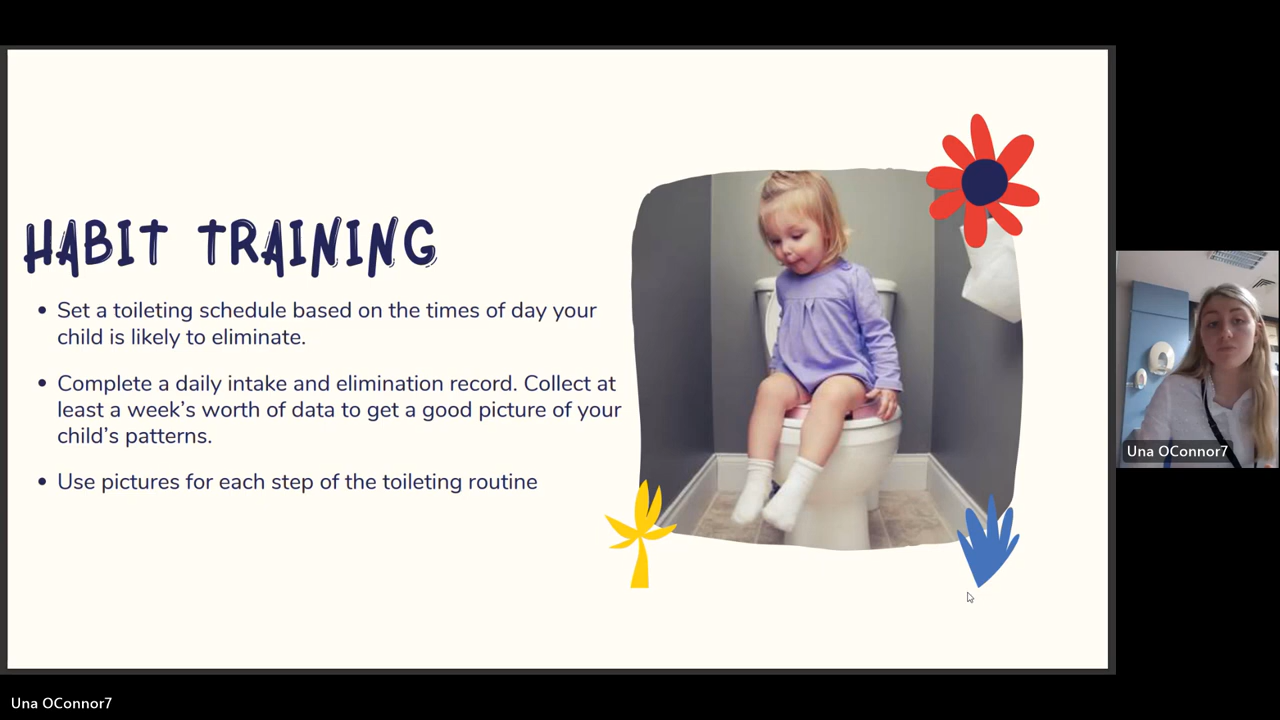 HABIT TRAINING
• Set a toileting schedule based on the times of day your
child is likely to eliminate.
• Complete a daily intake and elimination record. Collect at
least a week's worth of data to get a good picture of your
child's patterns.
• Use pictures for each step of the toileting routine
Una OConnor7
Una OConnor7